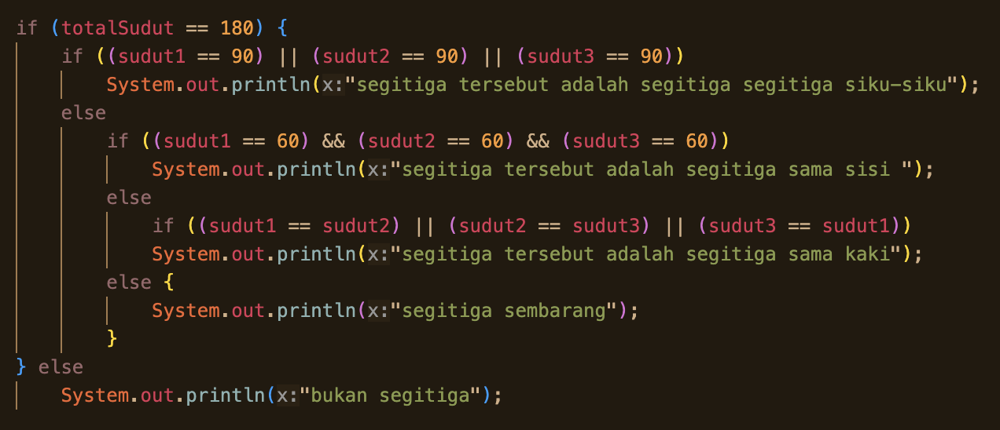 if (totalSudut == 180) {
if ((sudut1 == 90) || (sudut2 == 90) || (sudut3 == 90))
System.out.println(x:"segitiga tersebut adalah segitiga segitiga siku-siku");
else
if ((sudut1 == 60) && (sudut2 == 60) && (sudut3 == 60))
System.out.println(x:"segitiga tersebut adalah segitiga sama sisi ");
else
if ((sudut1 == sudut2) || (sudut2 == sudut3) || (sudut3 == sudut1))
System.out.println(x:"segitiga tersebut adalah segitiga sama kaki");
else {
System.out.println(x:"segitiga sembarang");
}
} else
System.out.println(x:"bukan segitiga");